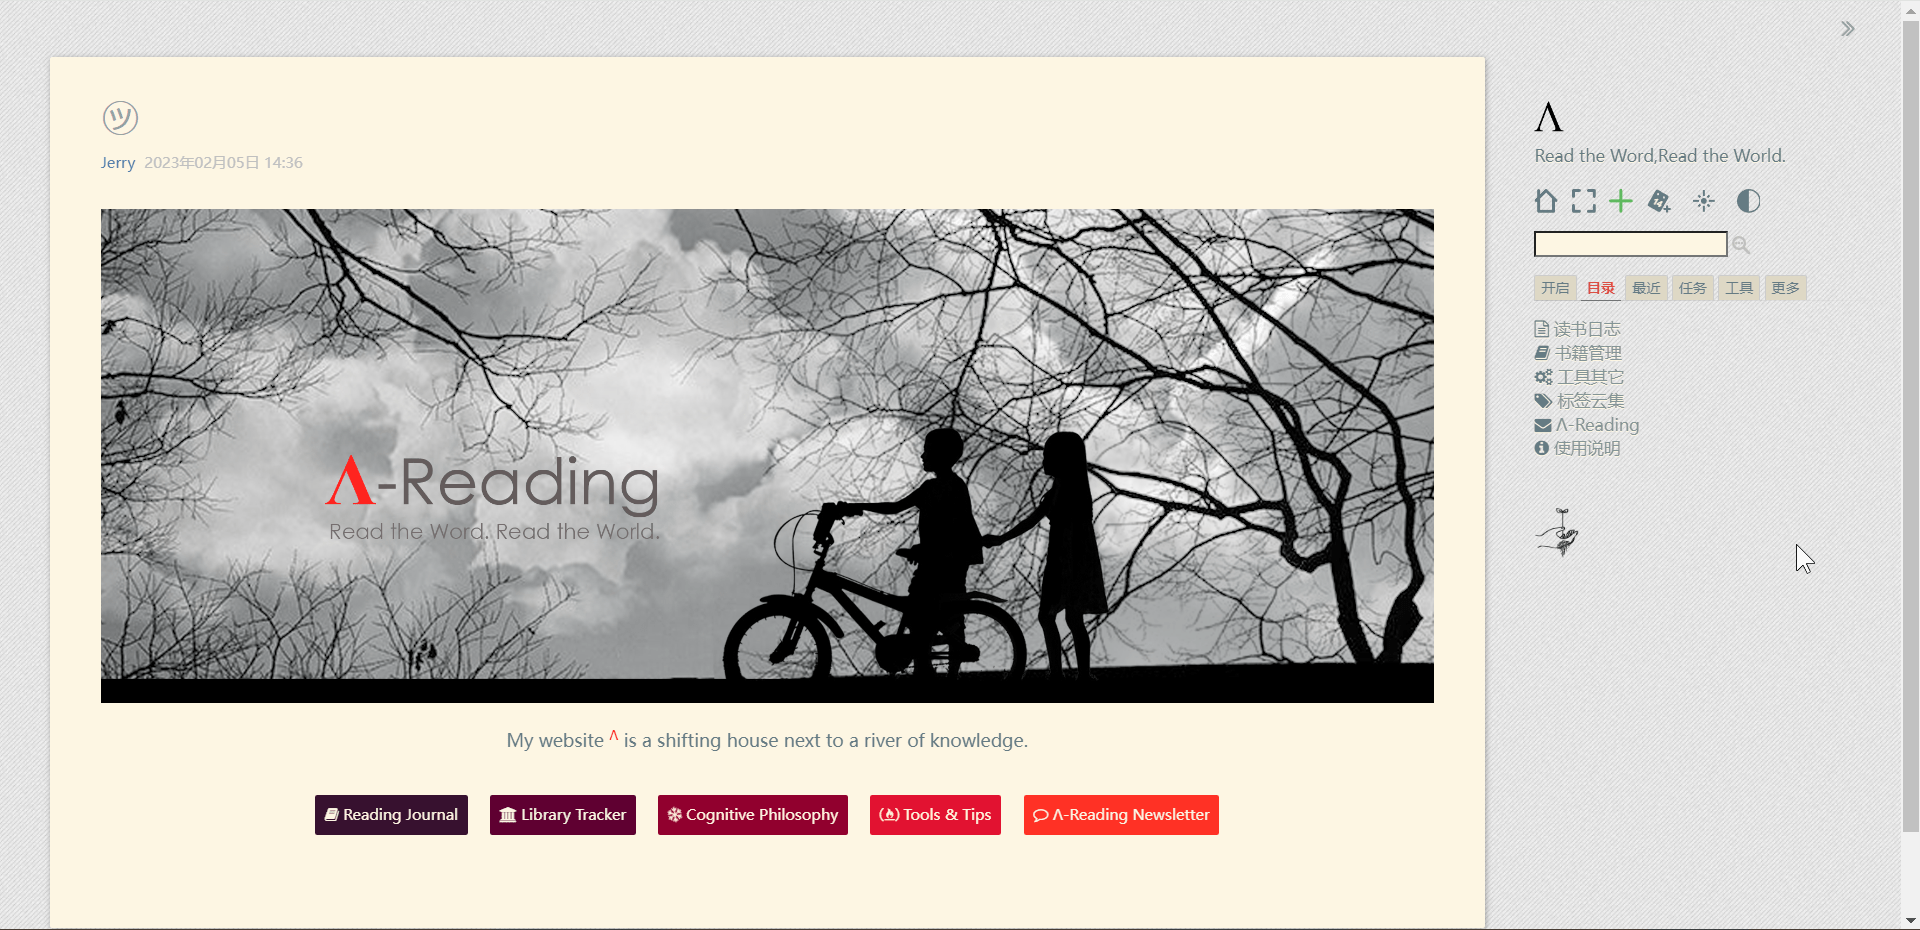 ツ
Jerry 2023年02月05日 14:36
Λ-Reading
Read the Word. Read the World.
My website Λ is a shifting house next to a river of knowledge.
Reading Journal Library Tracker Cognitive Philosophy Tools & Tips Λ-Reading Newsletter
Λ
Read the Word,Read the World.
开启 目录 最近 任务 工具 更多
读书日志
书籍管理
工具其它
标签云集
Λ-Reading
使用说明